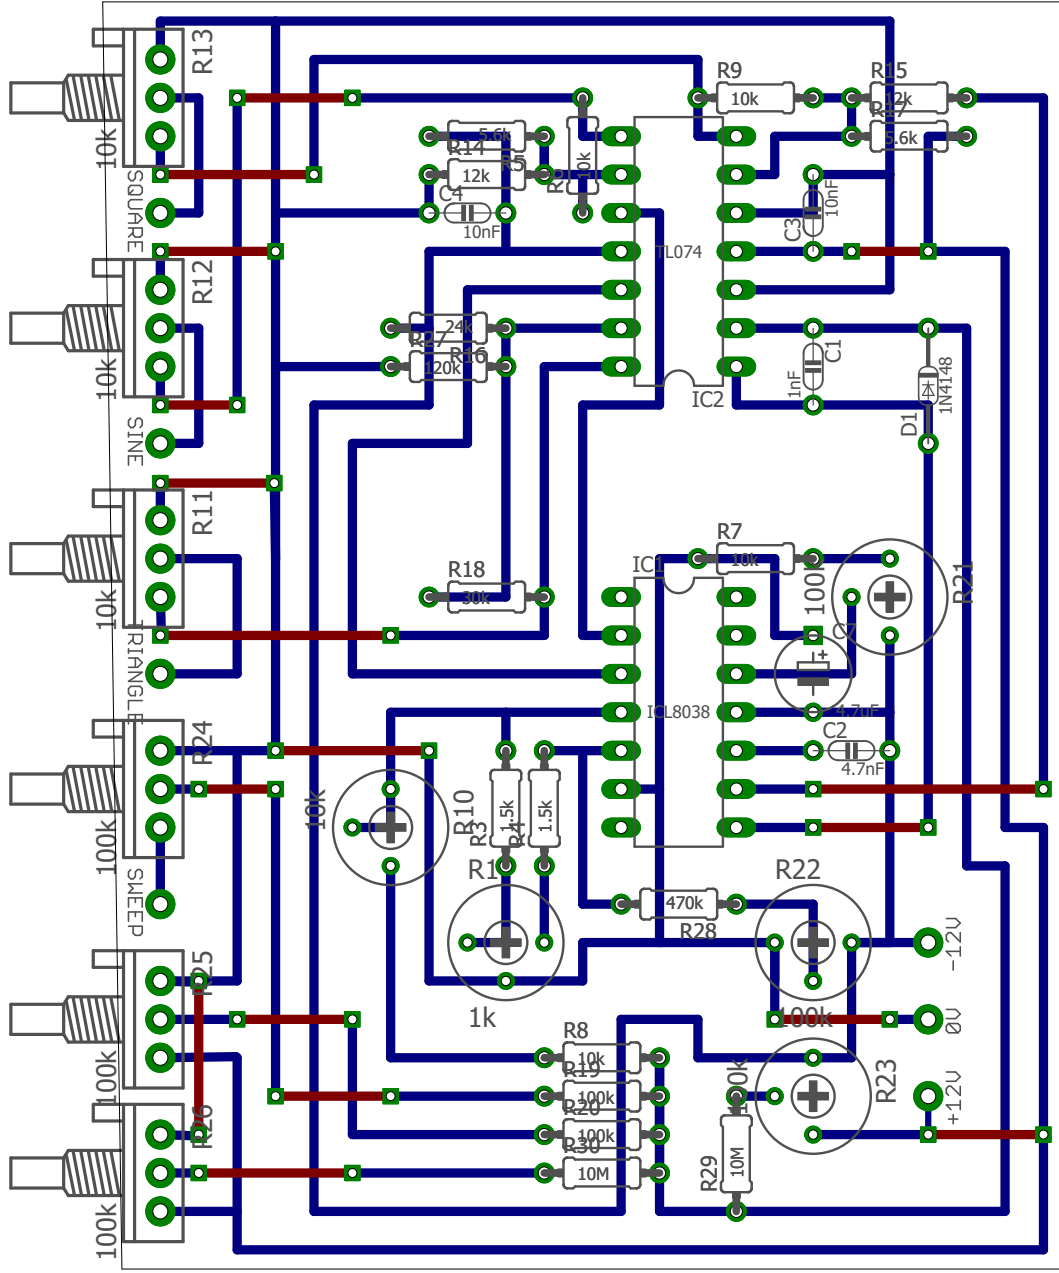 R13
10k
SQUARE
R12
10k
SINE
R11
10k
TRIANGLE
R24
100k
SWEEP
R25
100k
R26
100k
R9
10k
R15
12k
R17
5.6k
5.6k
R14
12k
R5
10k
C4
10nF
C3
10nF
TL074
IC2
24k
R27
R16
120k
C1
1nF
1N4148
D1
R18
30k
IC1
ICL8038
R7
10k
100k
R21
C7
+
4.7uF
C2
4.7nF
10k
R10
R3
1.5k
R4
1.5k
R1
1k
R22
100k
470k
R28
-12V
0V
+12V
R8
10k
R19
100k
R20
100k
R30
10M
R29
10M
100k
R23